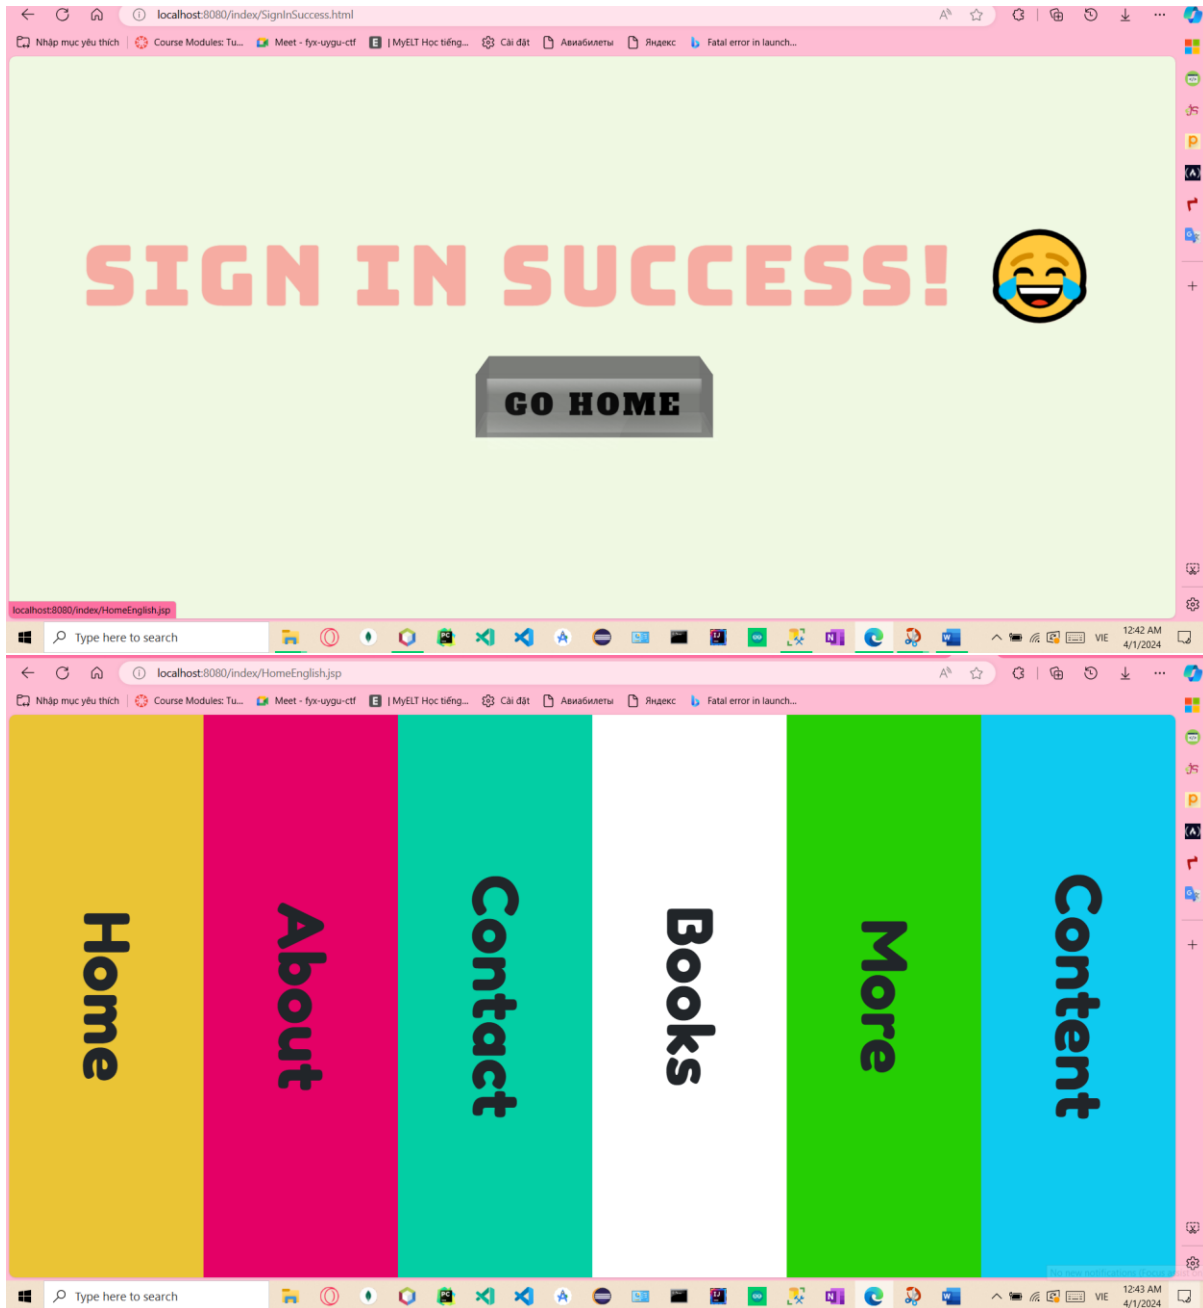 localhost:8080/index/SignInSuccess.html
Nhập mục yêu thích
Course Modules: Tu...
Meet - fyx-uygu-ctf
| MyELT Học tiếng...
Cài đặt
Авиабилеты
Яндекс
Fatal error in launch...
SIGN IN SUCCESS!
GO HOME
localhost:8080/index/HomeEnglish.jsp
Type here to search
VIE
12:42 AM
4/1/2024
localhost:8080/index/HomeEnglish.jsp
Nhập mục yêu thích
Course Modules: Tu...
Meet - fyx-uygu-ctf
| MyELT Học tiếng...
Cài đặt
Авиабилеты
Яндекс
Fatal error in launch...
Home
About
Contact
Books
More
Content
Type here to search
VIE
12:43 AM
4/1/2024